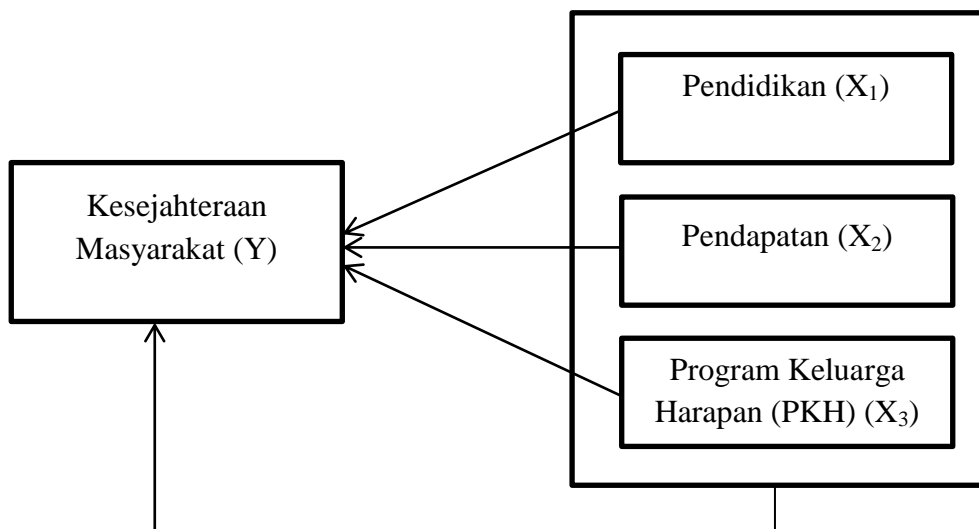 Pendidikan (X₁)
Kesejahteraan
Masyarakat (Y)
Pendapatan (X₂)
Program Keluarga
Harapan (PKH) (X₃)